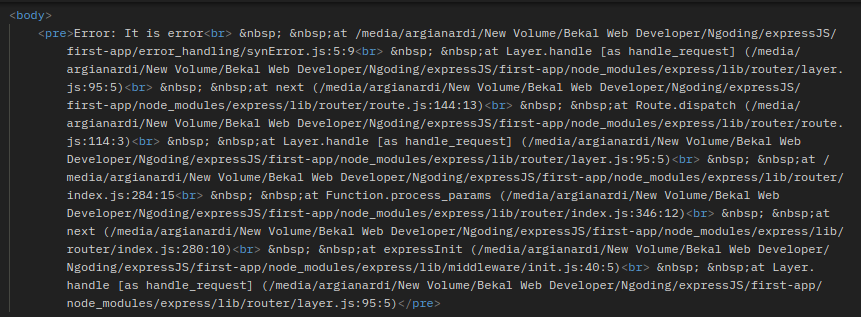 <body>
<pre>Error: It is error<br> &nbsp; &nbsp;at /media/argianardi/New Volume/Bekal Web Developer/Ngoding/expressJS/
first-app/error_handling/synError.js:5:9<br> &nbsp; &nbsp;at Layer.handle [as handle_request] (/media/
argianardi/New Volume/Bekal Web Developer/Ngoding/expressJS/first-app/node_modules/express/lib/router/layer.
js:95:5)<br> &nbsp; &nbsp;at next (/media/argianardi/New Volume/Bekal Web Developer/Ngoding/expressJS/
first-app/node_modules/express/lib/router/route.js:144:13)<br> &nbsp; &nbsp;at Route.dispatch (/media/
argianardi/New Volume/Bekal Web Developer/Ngoding/expressJS/first-app/node_modules/express/lib/router/route.
js:114:3)<br> &nbsp; &nbsp;at Layer.handle [as handle_request] (/media/argianardi/New Volume/Bekal Web
Developer/Ngoding/expressJS/first-app/node_modules/express/lib/router/layer.js:95:5)<br> &nbsp; &nbsp;at /
media/argianardi/New Volume/Bekal Web Developer/Ngoding/expressJS/first-app/node_modules/express/lib/router/
index.js:284:15<br> &nbsp; &nbsp;at Function.process_params (/media/argianardi/New Volume/Bekal Web
Developer/Ngoding/expressJS/first-app/node_modules/express/lib/router/index.js:346:12)<br> &nbsp; &nbsp;at
next (/media/argianardi/New Volume/Bekal Web Developer/Ngoding/expressJS/first-app/node_modules/express/lib/
router/index.js:280:10)<br> &nbsp; &nbsp;at expressInit (/media/argianardi/New Volume/Bekal Web Developer/
Ngoding/expressJS/first-app/node_modules/express/lib/middleware/init.js:40:5)<br> &nbsp; &nbsp;at Layer.
handle [as handle_request] (/media/argianardi/New Volume/Bekal Web Developer/Ngoding/expressJS/first-app/
node_modules/express/lib/router/layer.js:95:5)</pre>